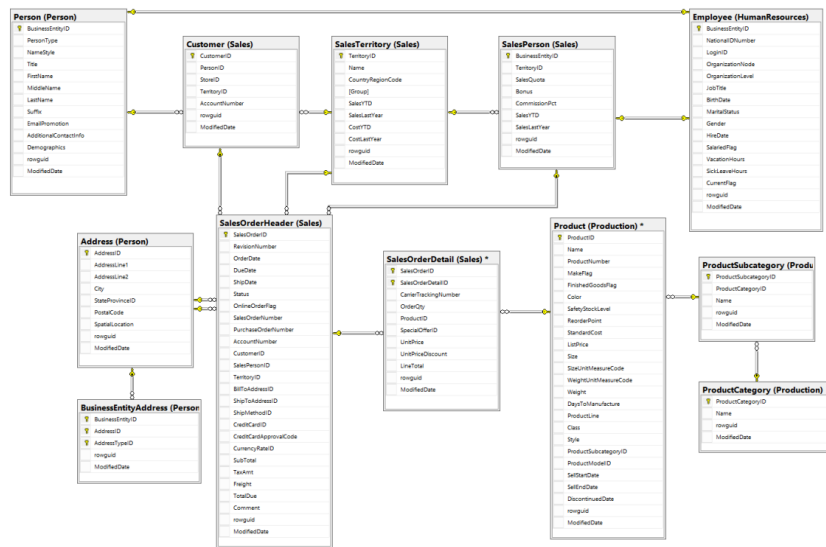 Person (Person)
BusinessEntityID
PersonType
NameStyle
Title
FirstName
MiddleName
LastName
Suffix
EmailPromotion
AdditionalContactInfo
Demographics
rowguid
ModifiedDate
Customer (Sales)
CustomerID
PersonID
StoreID
TerritoryID
AccountNumber
rowguid
ModifiedDate
SalesTerritory (Sales)
TerritoryID
Name
CountryRegionCode
[Group]
SalesYTD
SalesLastYear
CostYTD
CostLastYear
rowguid
ModifiedDate
SalesPerson (Sales)
BusinessEntityID
TerritoryID
SalesQuota
Bonus
CommissionPct
SalesYTD
SalesLastYear
rowguid
ModifiedDate
Employee (HumanResources)
BusinessEntityID
NationalIDNumber
LoginID
OrganizationNode
OrganizationLevel
JobTitle
BirthDate
MaritalStatus
Gender
HireDate
SalariedFlag
VacationHours
SickLeaveHours
CurrentFlag
rowguid
ModifiedDate
Address (Person)
AddressID
AddressLine1
AddressLine2
City
StateProvinceID
PostalCode
SpatialLocation
rowguid
ModifiedDate
BusinessEntityAddress (Person
BusinessEntityID
AddressID
AddressTypeID
rowguid
ModifiedDate
SalesOrderHeader (Sales)
SalesOrderID
RevisionNumber
OrderDate
DueDate
ShipDate
Status
OnlineOrderFlag
SalesOrderNumber
PurchaseOrderNumber
AccountNumber
CustomerID
SalesPersonID
TerritoryID
BillToAddressID
ShipToAddressID
ShipMethodID
CreditCardID
CreditCardApprovalCode
CurrencyRateID
SubTotal
TaxAmt
Freight
TotalDue
Comment
rowguid
ModifiedDate
SalesOrderDetail (Sales) *
SalesOrderID
SalesOrderDetailID
CarrierTrackingNumber
OrderQty
ProductID
SpecialOfferID
UnitPrice
UnitPriceDiscount
LineTotal
rowguid
ModifiedDate
Product (Production) *
ProductID
Name
ProductNumber
MakeFlag
FinishedGoodsFlag
Color
SafetyStockLevel
ReorderPoint
StandardCost
ListPrice
Size
SizeUnitMeasureCode
WeightUnitMeasureCode
Weight
DaysToManufacture
ProductLine
Class
Style
ProductSubcategoryID
ProductModelID
SellStartDate
SellEndDate
DiscontinuedDate
rowguid
ModifiedDate
ProductSubcategory (Produ
ProductSubcategoryID
ProductCategoryID
Name
rowguid
ModifiedDate
ProductCategory (Production)
ProductCategoryID
Name
rowguid
ModifiedDate